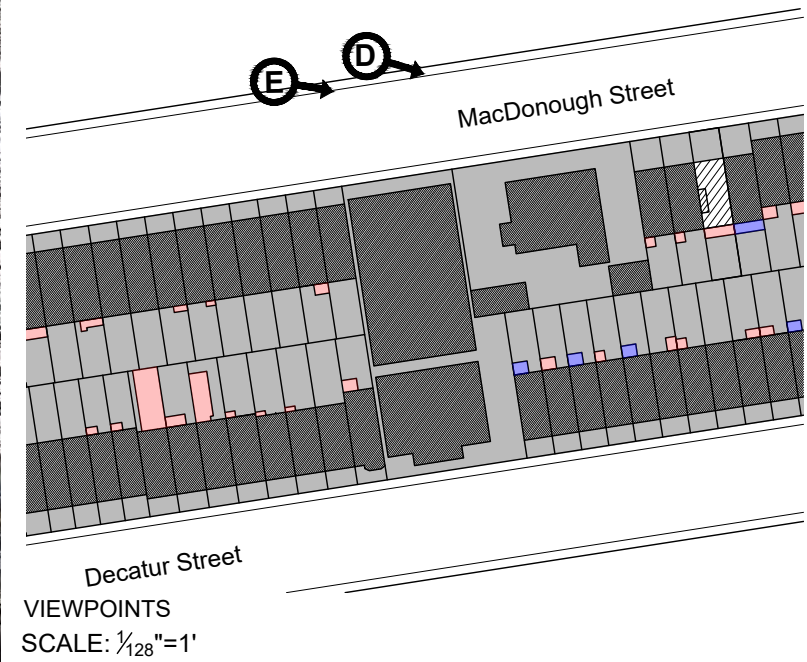 D
E
MacDonough Street
Decatur Street
VIEWPOINTS
SCALE: 1⁄128"=1'